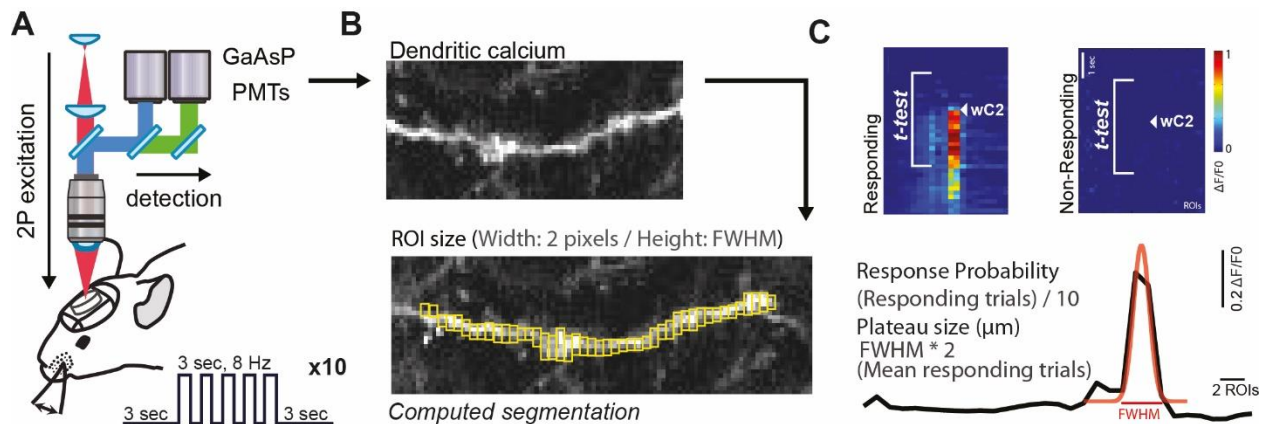 A
2P excitation
GaAsP
PMTs
detection
3 sec, 8 Hz
x10
3 sec
3 sec
B
Dendritic calcium
ROI size (Width: 2 pixels / Height: FWHM)
Computed segmentation
C
Responding
t-test
wC2
Non-Responding
1 sec
t-test
wC2
ROIs
1
0
ΔF/F0
Response Probability
(Responding trials) / 10
Plateau size (µm)
FWHM * 2
(Mean responding trials)
0.2 ΔF/F0
2 ROIs
FWHM